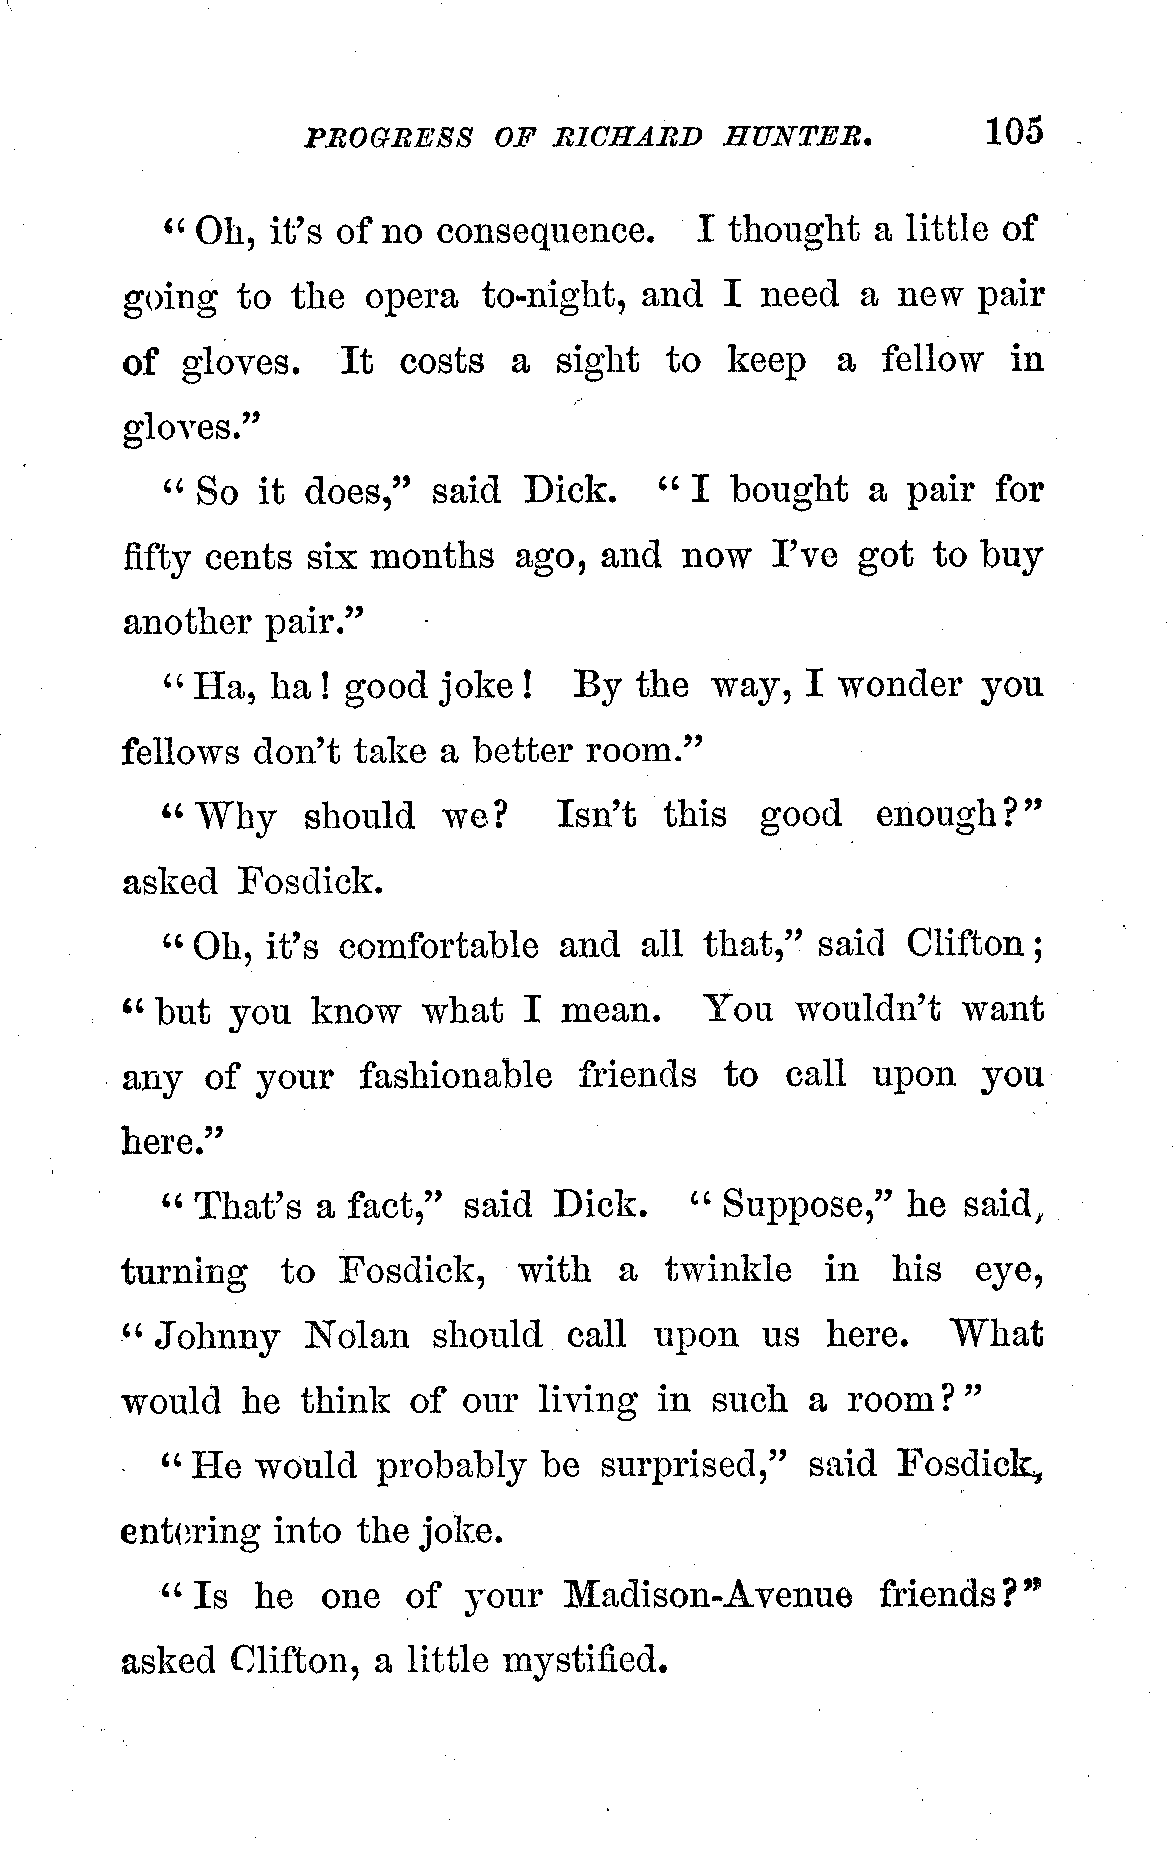 PROGRESS OF RICHARD HUNTER. 105
“Oh, it’s of no consequence. I thought a little of
going to the opera to-night, and I need a new pair
of gloves. It costs a sight to keep a fellow in
gloves.”
“So it does,” said Dick. “I bought a pair for
fifty cents six months ago, and now I’ve got to buy
another pair.”
“Ha, ha! good joke! By the way, I wonder you
fellows don’t take a better room.”
“Why should we? Isn’t this good enough?”
asked Fosdick.
“Oh, it’s comfortable and all that,” said Clifton;
“but you know what I mean. You wouldn’t want
any of your fashionable friends to call upon you
here.”
“That’s a fact,” said Dick. “Suppose,” he said,
turning to Fosdick, with a twinkle in his eye,
“Johnny Nolan should call upon us here. What
would he think of our living in such a room?”
“He would probably be surprised,” said Fosdick,
entering into the joke.
“Is he one of your Madison-Avenue friends?”
asked Clifton, a little mystified.